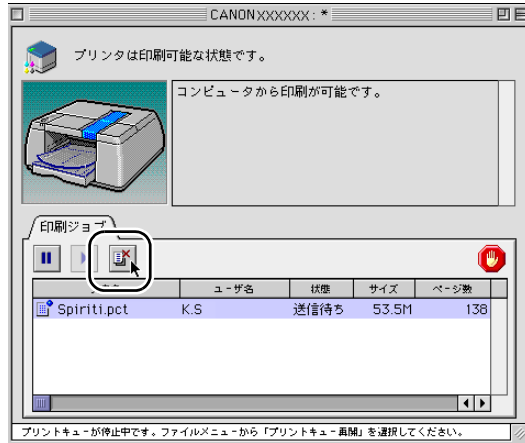 CANONXXXXXX : *
プリンタは印刷可能な状態です。
コンピュータから印刷が可能です。
印刷ジョブ
ユーザ名 状態 サイズ ページ数
Spiriti.pct K.S 送信待ち 53.5M 138
プリントキューが停止中です。ファイルメニューから「プリントキュー再開」を選択してください。